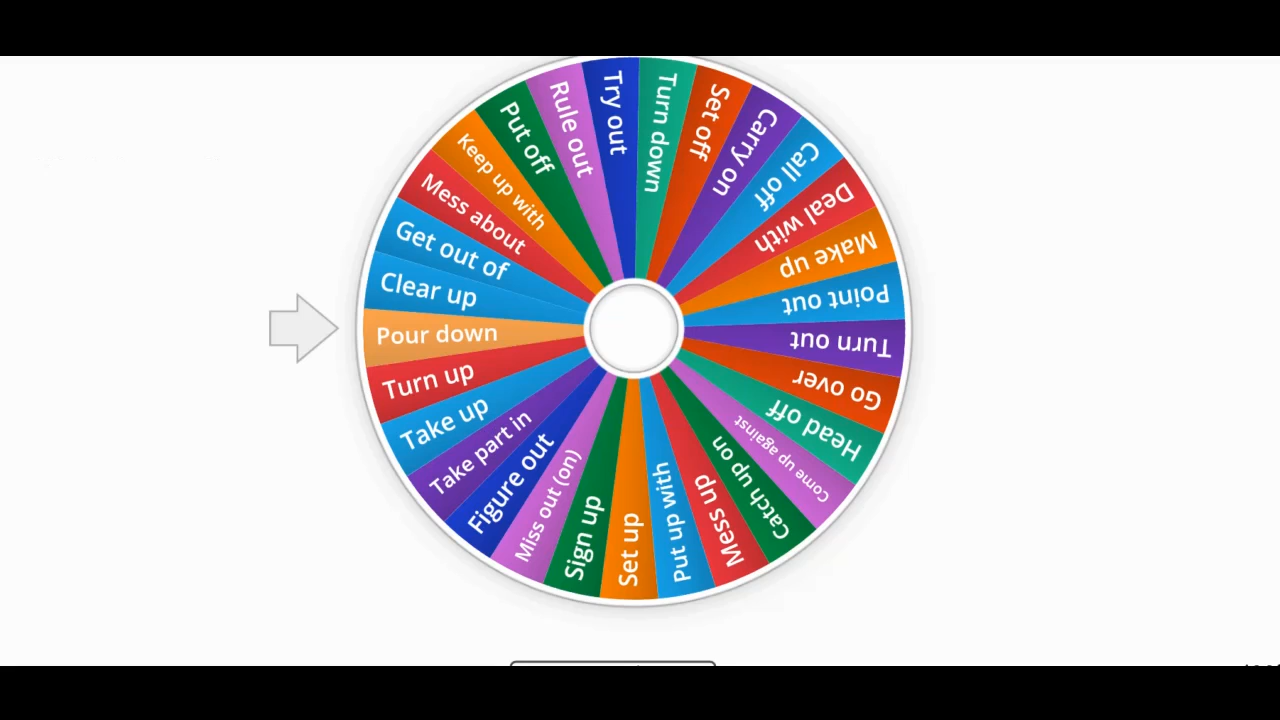 Try out
Turn down
Set off
Carry on
Call off
Deal with
Make up
Point out
Turn out
Go over
Head off
Come up against
Catch up on
Mess up
Put up with
Set up
Sign up
Miss out (on)
Figure out
Take part in
Take up
Turn up
Pour down
Clear up
Get out of
Mess about
Keep up with
Put off
Rule out